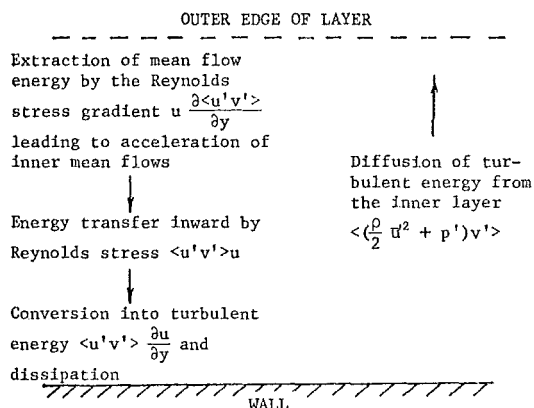 OUTER EDGE OF LAYER
Extraction of mean flow
energy by the Reynolds
stress gradient u ∂<u'v'>/∂y
leading to acceleration of
inner mean flows
Energy transfer inward by
Reynolds stress <u'v'>u
Conversion into turbulent
energy <u'v'> ∂u/∂y and
dissipation
Diffusion of tur-
bulent energy from
the inner layer
<(ρ/2 u⃗'² + p')v'>
WALL